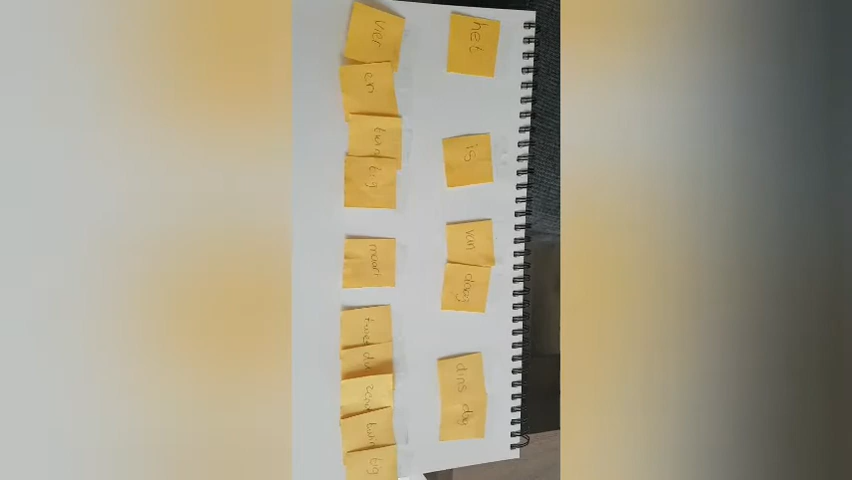 het is van daag dins dag
vier en twin tig maart twee dui zend twin tig